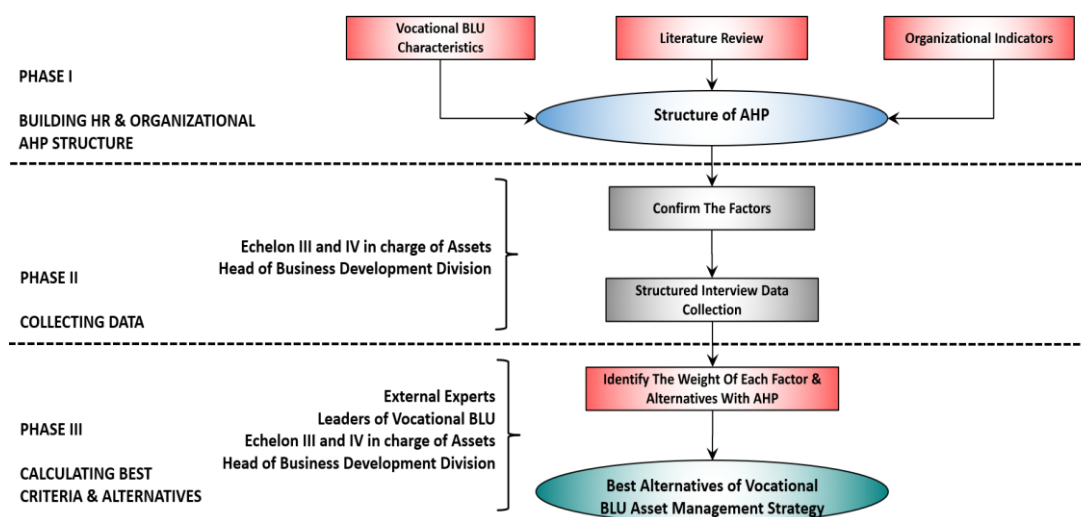 Vocational BLU
Characteristics
Literature Review
Organizational Indicators
PHASE I
BUILDING HR & ORGANIZATIONAL
AHP STRUCTURE
Structure of AHP
Confirm The Factors
Echelon III and IV in charge of Assets
Head of Business Development Division
PHASE II
COLLECTING DATA
Structured Interview Data
Collection
Identify The Weight Of Each Factor &
Alternatives With AHP
External Experts
Leaders of Vocational BLU
Echelon III and IV in charge of Assets
Head of Business Development Division
PHASE III
CALCULATING BEST
CRITERIA & ALTERNATIVES
Best Alternatives of Vocational
BLU Asset Management Strategy